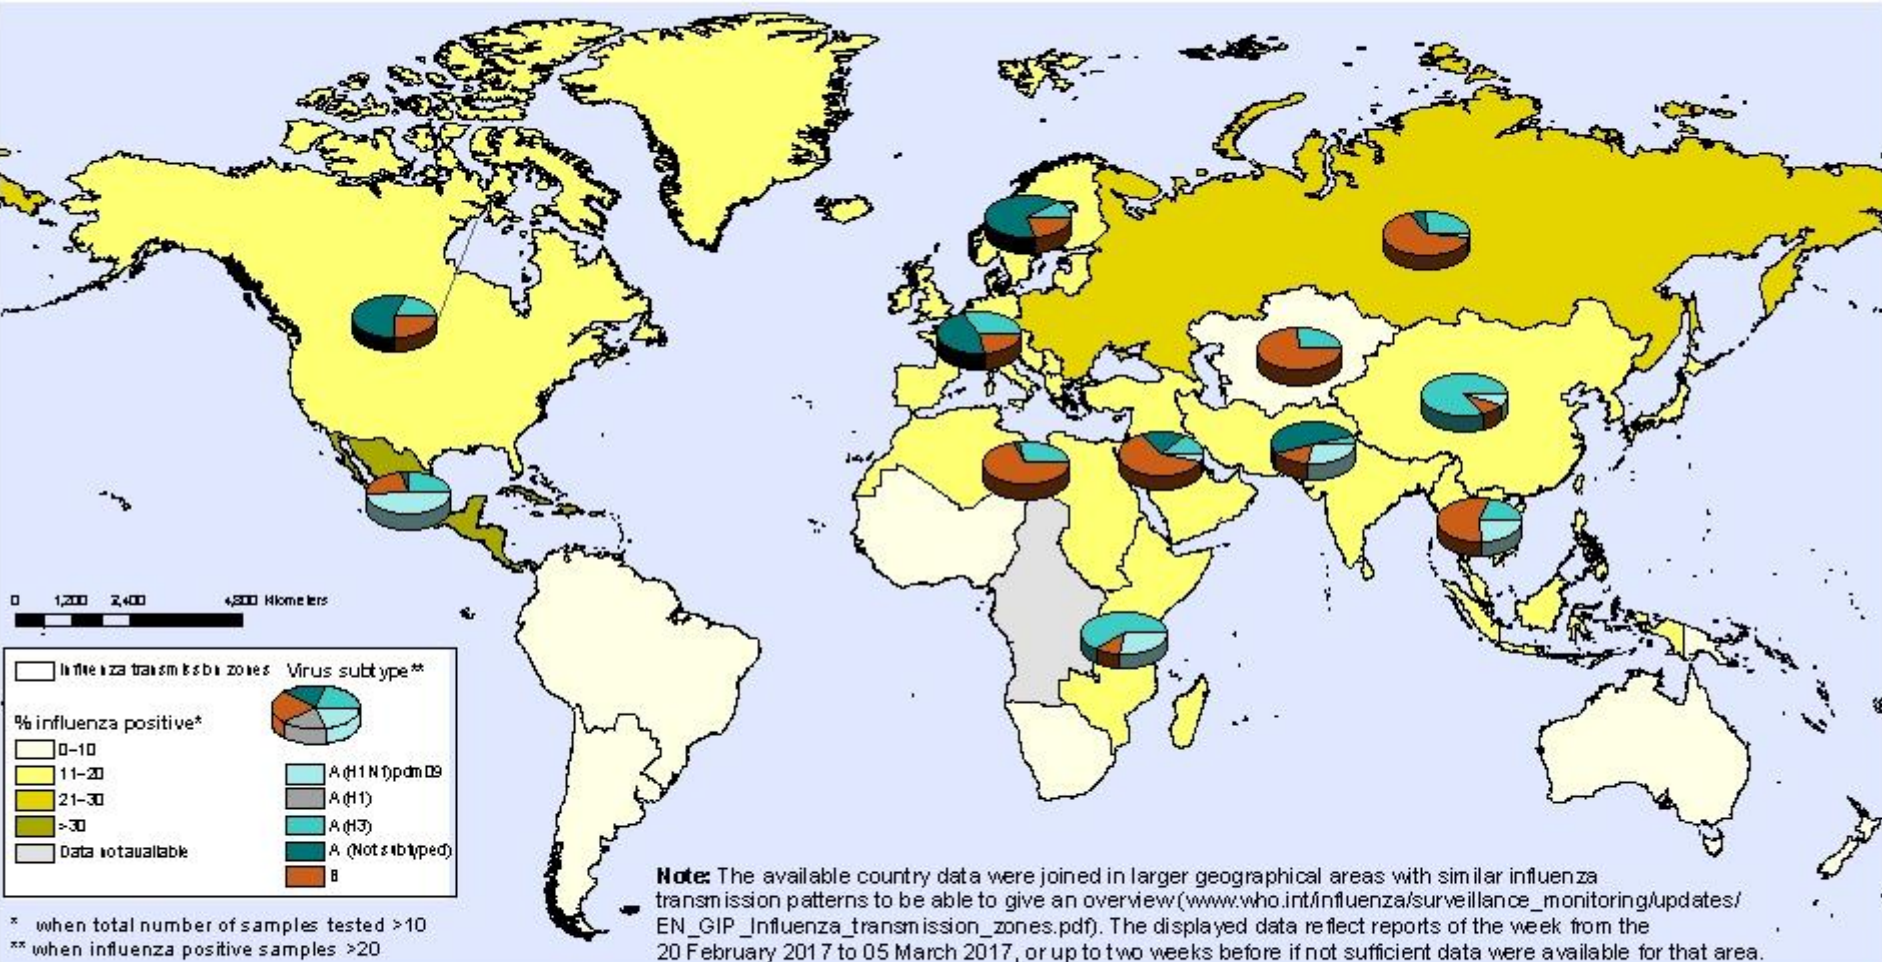 0 1,200 2,400 4,800 Kilometers
Influenza transmission zones
Virus subtype**
% influenza positive*
0-10
11-20
21-30
>30
Data not available
A(H1N1)pdm09
A(H1)
A(H3)
A (Not subtyped)
B
* when total number of samples tested >10
** when influenza positive samples >20
Note: The available country data were joined in larger geographical areas with similar influenza
transmission patterns to be able to give an overview (www.who.int/influenza/surveillance_monitoring/updates/
EN_GIP_Influenza_transmission_zones.pdf). The displayed data reflect reports of the week from the
20 February 2017 to 05 March 2017, or up to two weeks before if not sufficient data were available for that area.